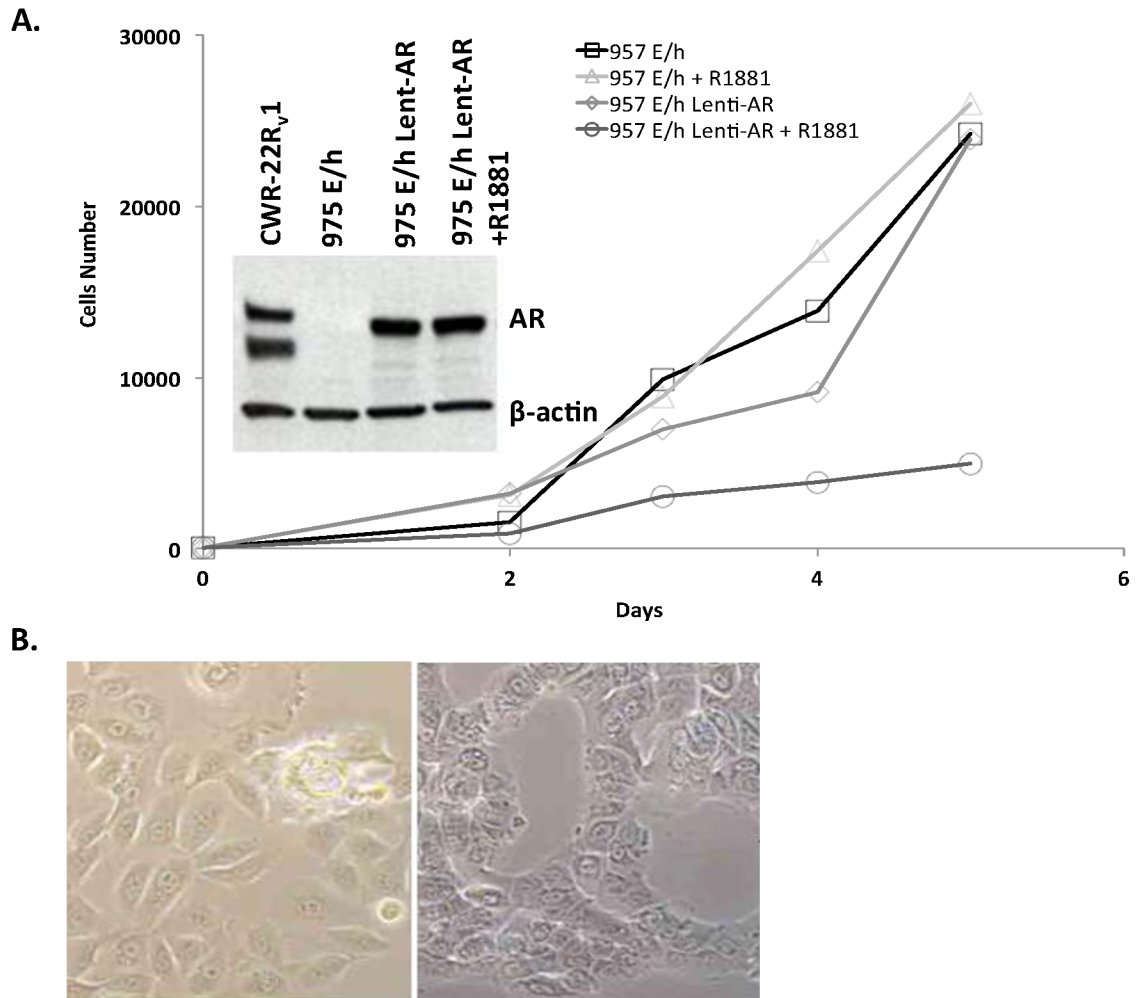 A.
30000
20000
10000
0
Cells Number
0
2
4
6
Days
957 E/h
957 E/h + R1881
957 E/h Lenti-AR
957 E/h Lenti-AR + R1881
CWR-22Rv1
975 E/h
975 E/h Lent-AR
975 E/h Lent-AR
+R1881
AR
β-actin
B.